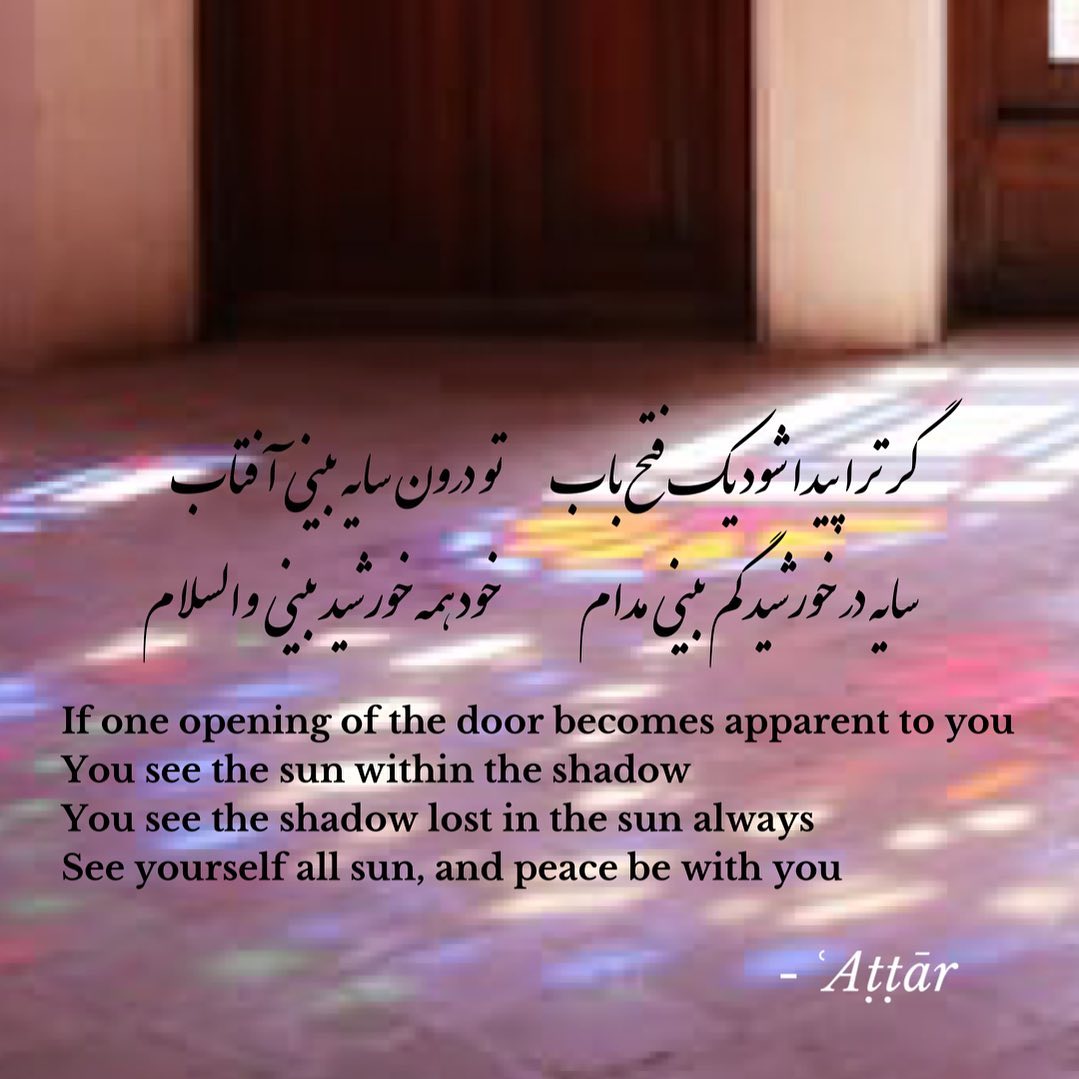 گر ترا پیدا شود یک فتح باب تو درون سایه بینی آفتاب
سایه در خورشید گم بینی مدام خود همه خورشید بینی والسلام
If one opening of the door becomes apparent to you
You see the sun within the shadow
You see the shadow lost in the sun always
See yourself all sun, and peace be with you
- ʿAṭṭār